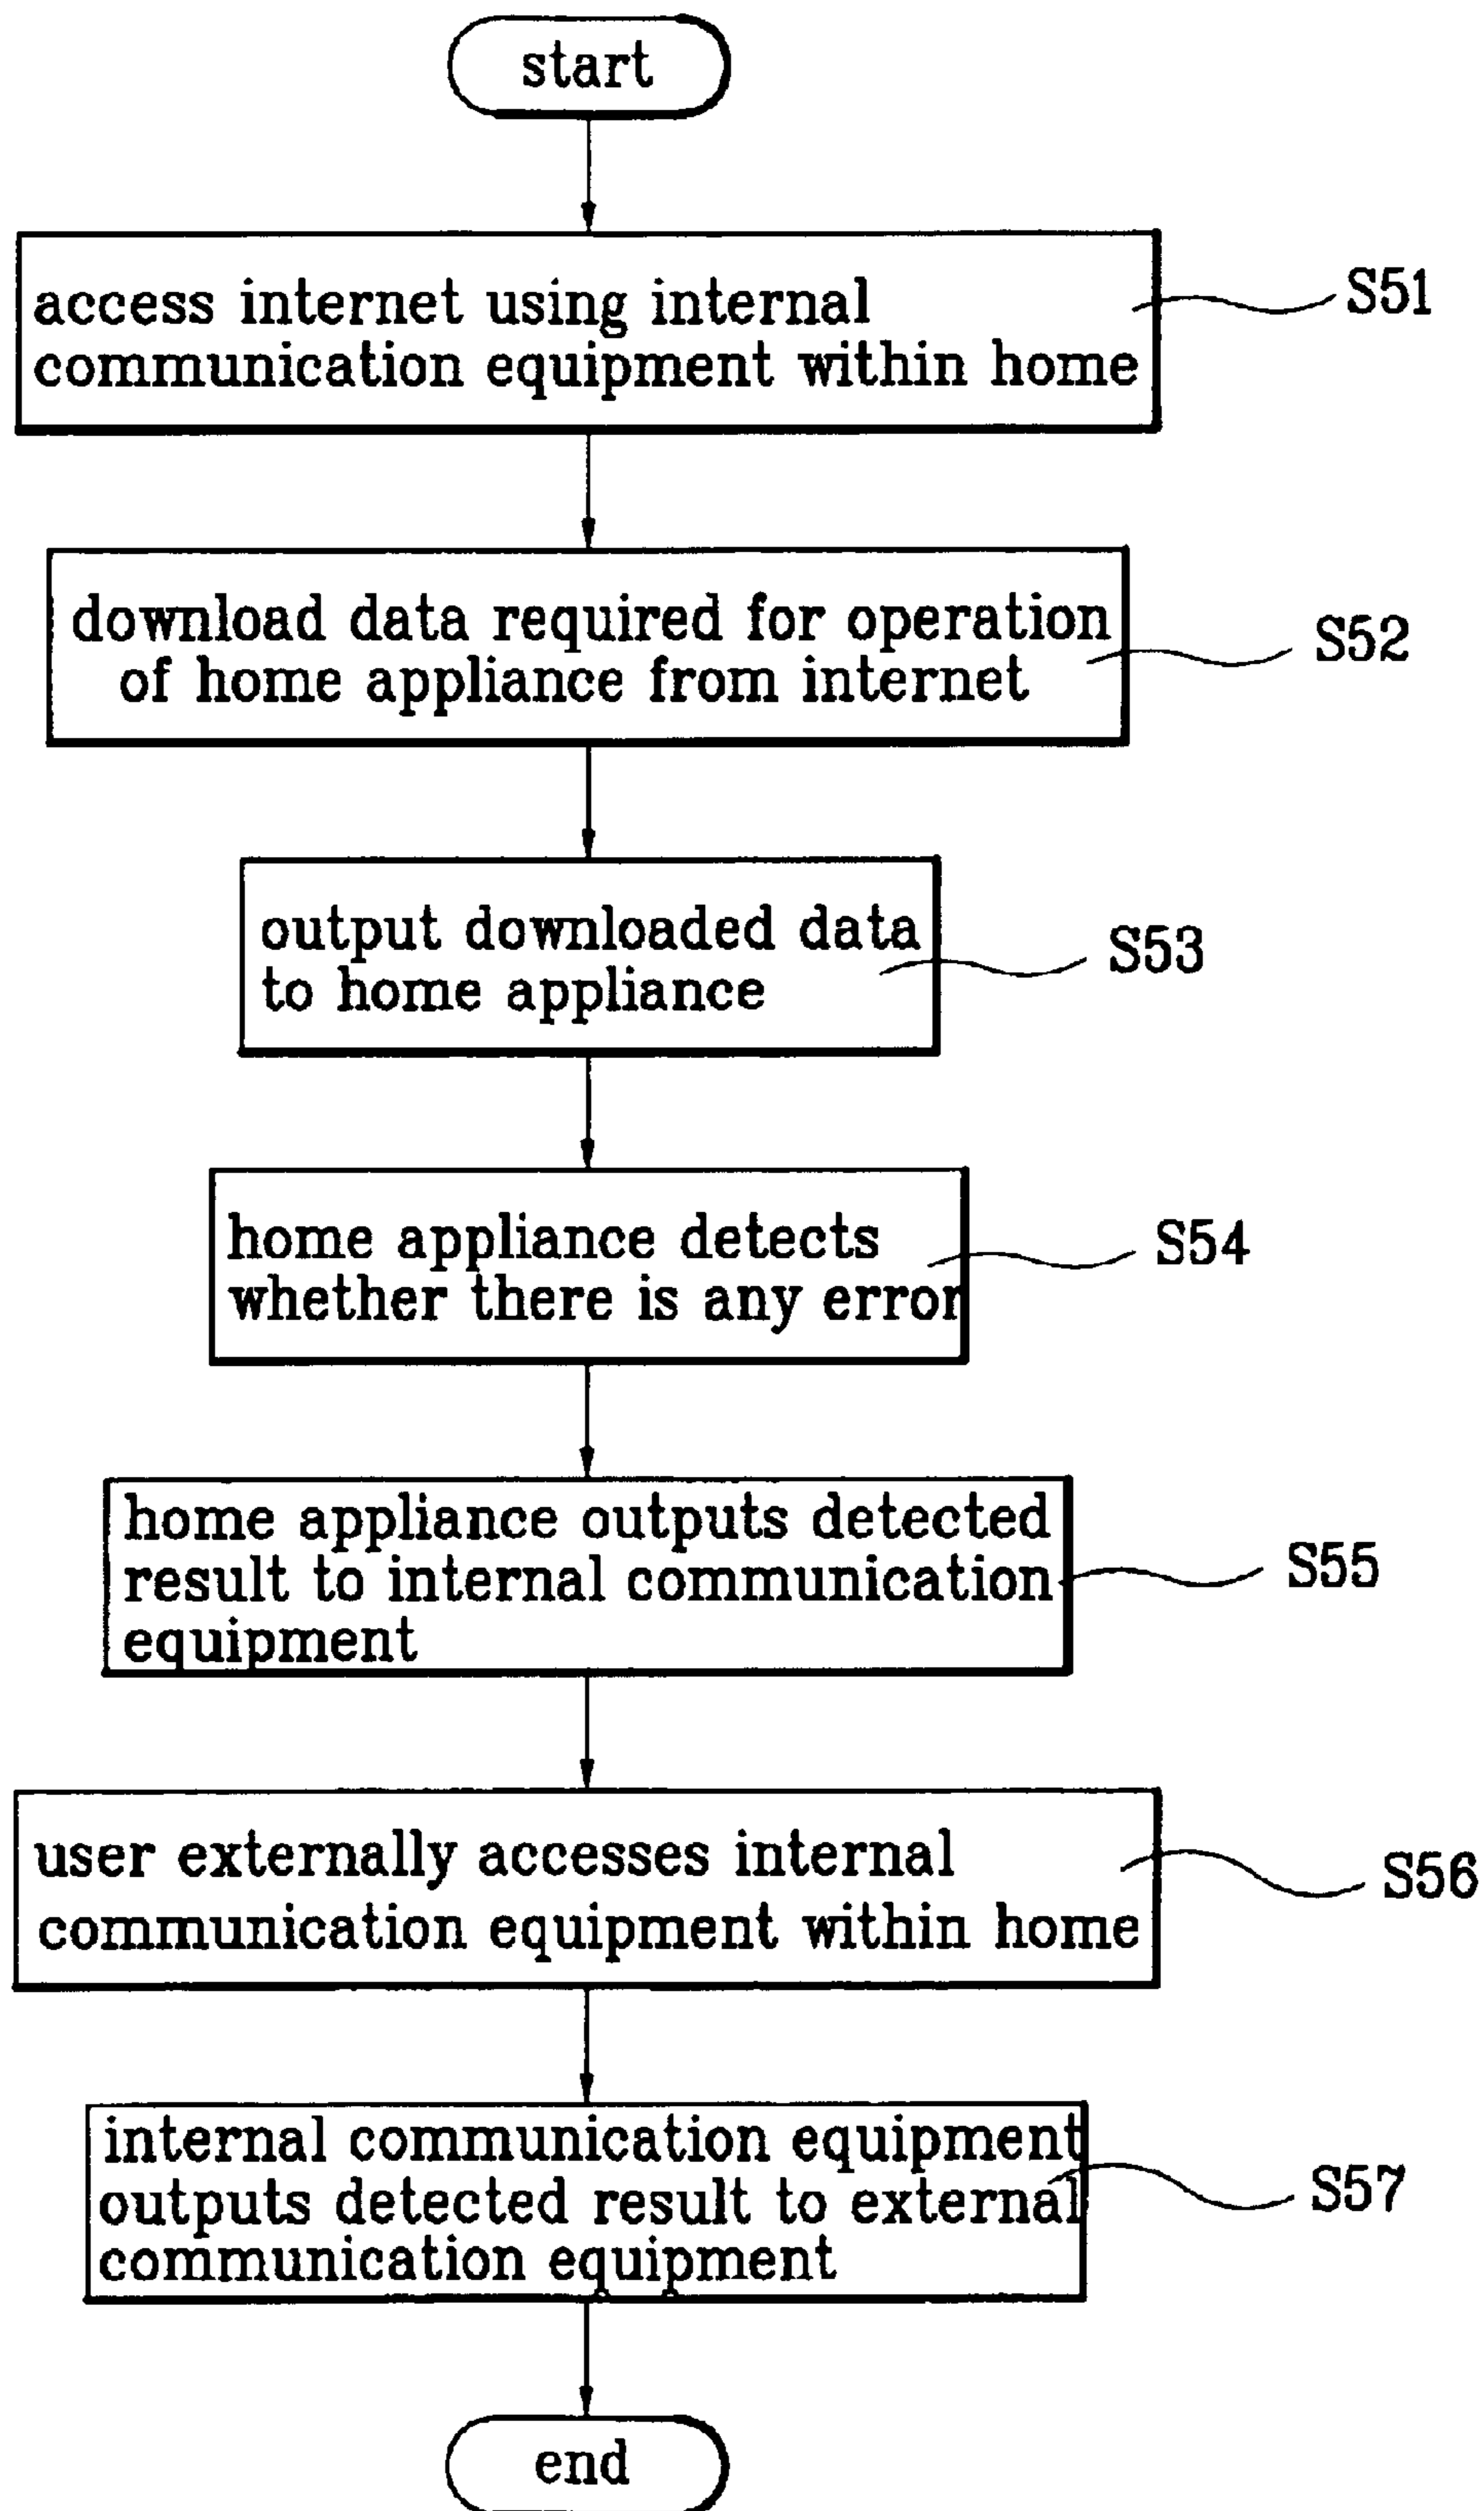 start
access internet using internal
communication equipment within home
S51
download data required for operation
of home appliance from internet
S52
output downloaded data
to home appliance
S53
home appliance detects
whether there is any error
S54
home appliance outputs detected
result to internal communication
equipment
S55
user externally accesses internal
communication equipment within home
S56
internal communication equipment
outputs detected result to external
communication equipment
S57
end